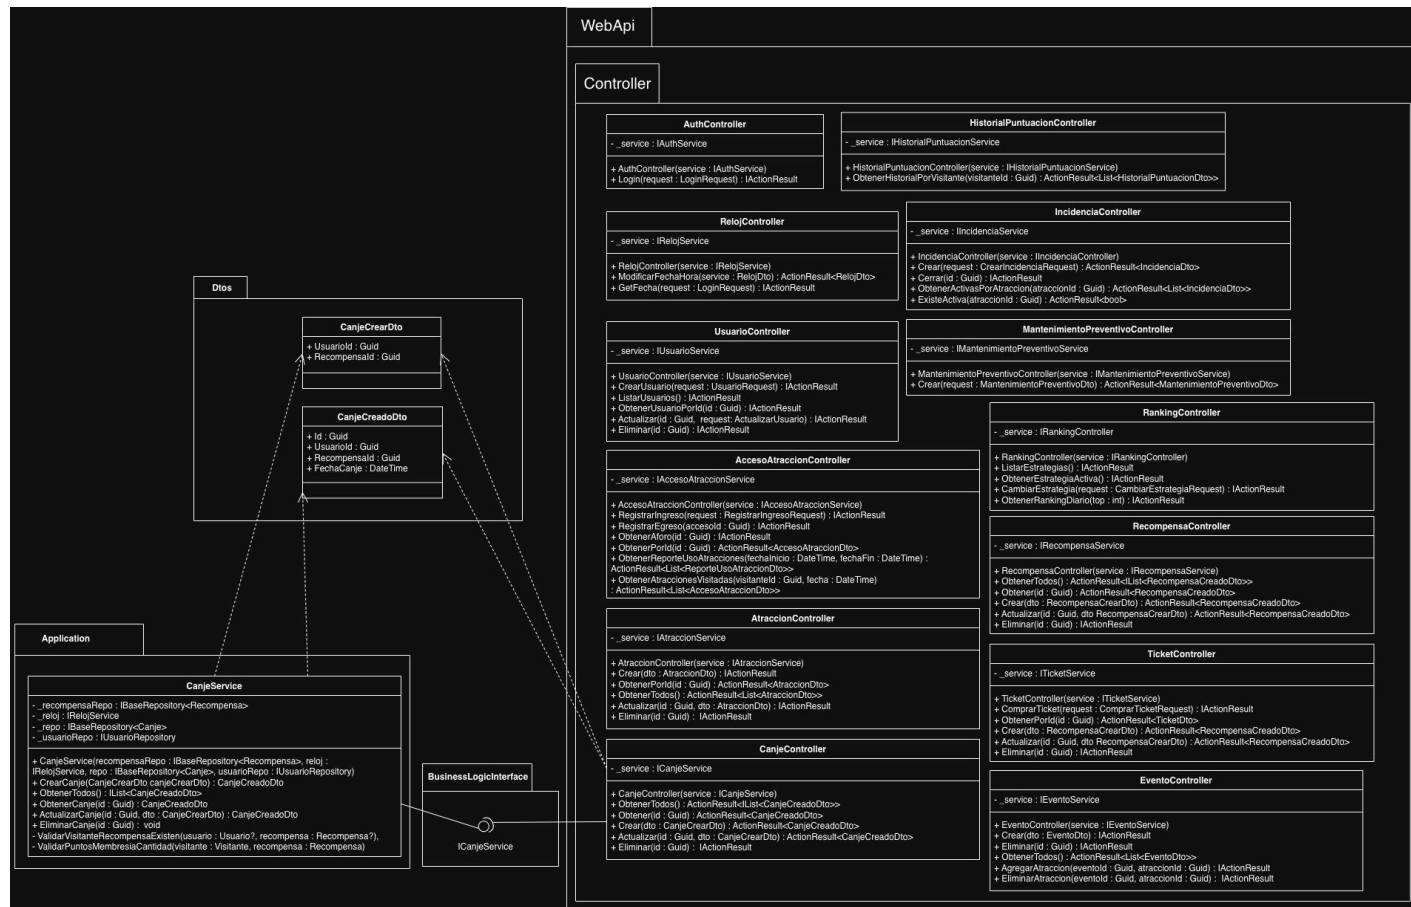 WebApi
Controller
AuthController
- _service : IAuthService
+ AuthController(service : IAuthService)
+ Login(request : LoginRequest) : IActionResult
HistorialPuntuacionController
- _service : IHistorialPuntuacionService
+ HistorialPuntuacionController(service : IHistorialPuntuacionService)
+ ObtenerHistorialPorVisitante(visitanteId : Guid) : ActionResult<List<HistorialPuntuacionDto>>
RelojController
- _service : IRelojService
+ RelojController(service : IRelojService)
+ ModificarFechaHora(service : RelojDto) : ActionResult<RelojDto>
+ GetFecha(request : LoginRequest) : IActionResult
IncidenciaController
- _service : IIncidenciaService
+ IncidenciaController(service : IIncidenciaController)
+ Crear(request : CrearIncidenciaRequest) : ActionResult<IncidenciaDto>
+ Cerrar(id : Guid) : IActionResult
+ ObtenerActivasPorAtraccion(atraccionId : Guid) : ActionResult<List<IncidenciaDto>>
+ ExisteActiva(atraccionId : Guid) : ActionResult<bool>
Dtos
CanjeCrearDto
+ UsuarioId : Guid
+ RecompensaId : Guid
CanjeCreadoDto
+ Id : Guid
+ UsuarioId : Guid
+ RecompensaId : Guid
+ FechaCanje : DateTime
UsuarioController
- _service : IUsuarioService
+ UsuarioController(service : IUsuarioService)
+ CrearUsuario(request : UsuarioRequest) : IActionResult
+ ListarUsuarios() : IActionResult
+ ObtenerUsuarioPorId(id : Guid) : IActionResult
+ Actualizar(id : Guid, request: ActualizarUsuario) : IActionResult
+ Eliminar(id : Guid) : IActionResult
MantenimientoPreventivoController
- _service : IMantenimientoPreventivoService
+ MantenimientoPreventivoController(service : IMantenimientoPreventivoService)
+ Crear(request : MantenimientoPreventivoDto) : ActionResult<MantenimientoPreventivoDto>
RankingController
- _service : IRankingController
+ RankingController(service : IRankingController)
+ ListarEstrategias() : IActionResult
+ ObtenerEstrategiaActiva() : IActionResult
+ CambiarEstrategia(request : CambiarEstrategiaRequest) : IActionResult
+ ObtenerRankingDiario(top : int) : IActionResult
AccesoAtraccionController
- _service : IAccesoAtraccionService
+ AccesoAtraccionController(service : IAccesoAtraccionService)
+ RegistrarIngreso(request : RegistrarIngresoRequest) : IActionResult
+ RegistrarEgreso(accesoId : Guid) : IActionResult
+ ObtenerAforo(id : Guid) : IActionResult
+ ObtenerPorId(id : Guid) : ActionResult<AccesoAtraccionDto>
+ ObtenerReporteUsoAtracciones(fechaInicio : DateTime, fechaFin : DateTime) :
ActionResult<List<ReporteUsoAtraccionDto>>
+ ObtenerAtraccionesVisitadas(visitanteId : Guid, fecha : DateTime)
: ActionResult<List<AccesoAtraccionDto>>
RecompensaController
- _service : IRecompensaService
+ RecompensaController(service : IRecompensaService)
+ ObtenerTodos() : ActionResult<IList<RecompensaCreadoDto>>
+ Obtener(id : Guid) : ActionResult<RecompensaCreadoDto>
+ Crear(dto : RecompensaCrearDto) : ActionResult<RecompensaCreadoDto>
+ Actualizar(id : Guid, dto RecompensaCrearDto) : ActionResult<RecompensaCreadoDto>
+ Eliminar(id : Guid) : IActionResult
AtraccionController
- _service : IAtraccionService
+ AtraccionController(service : IAtraccionService)
+ Crear(dto : AtraccionDto) : IActionResult
+ ObtenerPorId(id : Guid) : ActionResult<AtraccionDto>
+ ObtenerTodos() : ActionResult<List<AtraccionDto>>
+ Actualizar(id : Guid, dto : AtraccionDto) : IActionResult
+ Eliminar(id : Guid) : IActionResult
TicketController
- _service : ITicketService
+ TicketController(service : ITicketService)
+ ComprarTicket(request : ComprarTicketRequest) : IActionResult
+ ObtenerPorId(id : Guid) : ActionResult<TicketDto>
+ Crear(dto : RecompensaCrearDto) : ActionResult<RecompensaCreadoDto>
+ Actualizar(id : Guid, dto RecompensaCrearDto) : ActionResult<RecompensaCreadoDto>
+ Eliminar(id : Guid) : IActionResult
Application
CanjeService
- _recompensaRepo : IBaseRepository<Recompensa>
- _reloj : IRelojService
- _repo : IBaseRepository<Canje>
- _usuarioRepo : IUsuarioRepository
+ CanjeService(recompensaRepo : IBaseRepository<Recompensa>, reloj :
IRelojService, repo : IBaseRepository<Canje>, usuarioRepo : IUsuarioRepository)
+ CrearCanje(CanjeCrearDto canjeCrearDto) : CanjeCreadoDto
+ ObtenerTodos() : IList<CanjeCreadoDto>
+ ObtenerCanje(id : Guid) : CanjeCreadoDto
+ ActualizarCanje(id : Guid, dto : CanjeCrearDto) : CanjeCreadoDto
+ EliminarCanje(id : Guid) : void
- ValidarVisitanteRecompensaExisten(usuario : Usuario?, recompensa : Recompensa?),
- ValidarPuntosMembresiaCantidad(visitante : Visitante, recompensa : Recompensa)
BusinessLogicInterface
ICanjeService
CanjeController
- _service : ICanjeService
+ CanjeController(service : ICanjeService)
+ ObtenerTodos() : ActionResult<IList<CanjeCreadoDto>>
+ Obtener(id : Guid) : ActionResult<CanjeCreadoDto>
+ Crear(dto : CanjeCrearDto) : ActionResult<CanjeCreadoDto>
+ Actualizar(id : Guid, dto : CanjeCrearDto) : ActionResult<CanjeCreadoDto>
+ Eliminar(id : Guid) : IActionResult
EventoController
- _service : IEventoService
+ EventoController(service : IEventoService)
+ Crear(dto : EventoDto) : IActionResult
+ Eliminar(id : Guid) : IActionResult
+ ObtenerTodos() : ActionResult<List<EventoDto>>
+ AgregarAtraccion(eventoId : Guid, atraccionId : Guid) : IActionResult
+ EliminarAtraccion(eventoId : Guid, atraccionId : Guid) : IActionResult